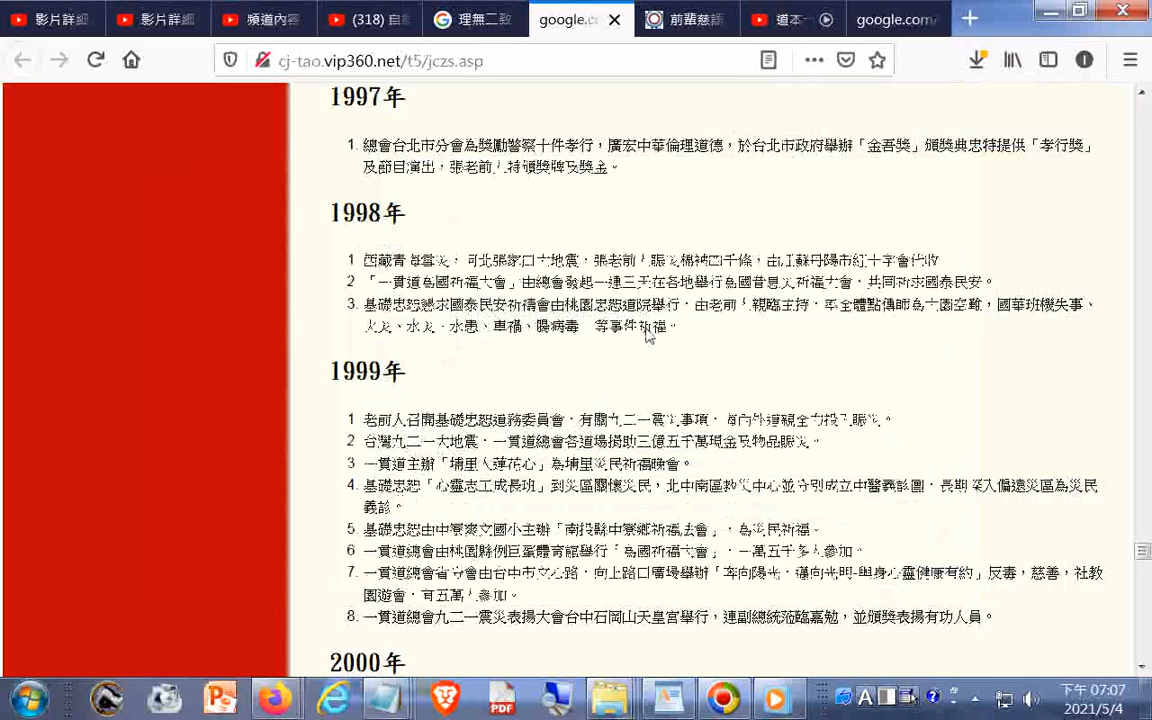 影片詳細
影片詳細
頻道內容
(318) 自
理無二致
google.c
前輩慈語
道本一
google.com/
cj-tao.vip360.net/t5/jczs.asp
1997年
1. 總會台北市分會為獎勵警察十件孝行，廣宏中華倫理道德，於台北市政府舉辦「金吾獎」頒獎典忠特提供「孝行獎」
及節目演出，張老前人特頒獎牌及獎金。
1998年
1 西藏青海雪災，河北張家口大地震，張老前人賑災棉被四千條，由江蘇丹陽市紅十字會代收
2 「一貫道為國祈福大會」由總會發起一連三天在各地舉行為國息災祈福大會，共同祈求國泰民安。
3. 基礎忠恕懇求國泰民安祈禱會由桃園忠恕道院舉行，由老前人親臨主持，率全體點傳師為大園空難，國華班機失事、
火災、水災、水患、車禍、腸病毒 等事件祈福。
1999年
1 老前人召開基礎忠恕道務委員會，有關九二一震災事項，首內外道親全力投入賑災。
2 台灣九二一大地震，一貫道總會各道場捐助三億五千萬現金及物品賑災。
3 一貫道主辦「埔里人蓮花心」為埔里災民祈福晚會。
4. 基礎忠恕「心靈志工成長班」到災區關懷災民，北中南區救災中心並分別成立中醫義診團，長期深入偏遠災區為災民
義診。
5. 基礎忠恕由中寮爽文國小主辦「南投縣中寮鄉祈福法會」，為災民祈福。
6 一貫道總會由桃園縣例巨蛋體育館舉行「為國祈福大會」，一萬五千多人參加。
7. 一貫道總會省分會由台中市文心路，向上路口廣場舉辦「奔向陽光，邁向光明-與身心靈健康有約」反毒，慈善，社教
園遊會，有五萬人參加。
8. 一貫道總會九二一震災表揚大會台中石岡山天皇宮舉行，連副總統蒞臨嘉勉，並頒獎表揚有功人員。
2000年
PDF
下午 07:07
2021/5/4